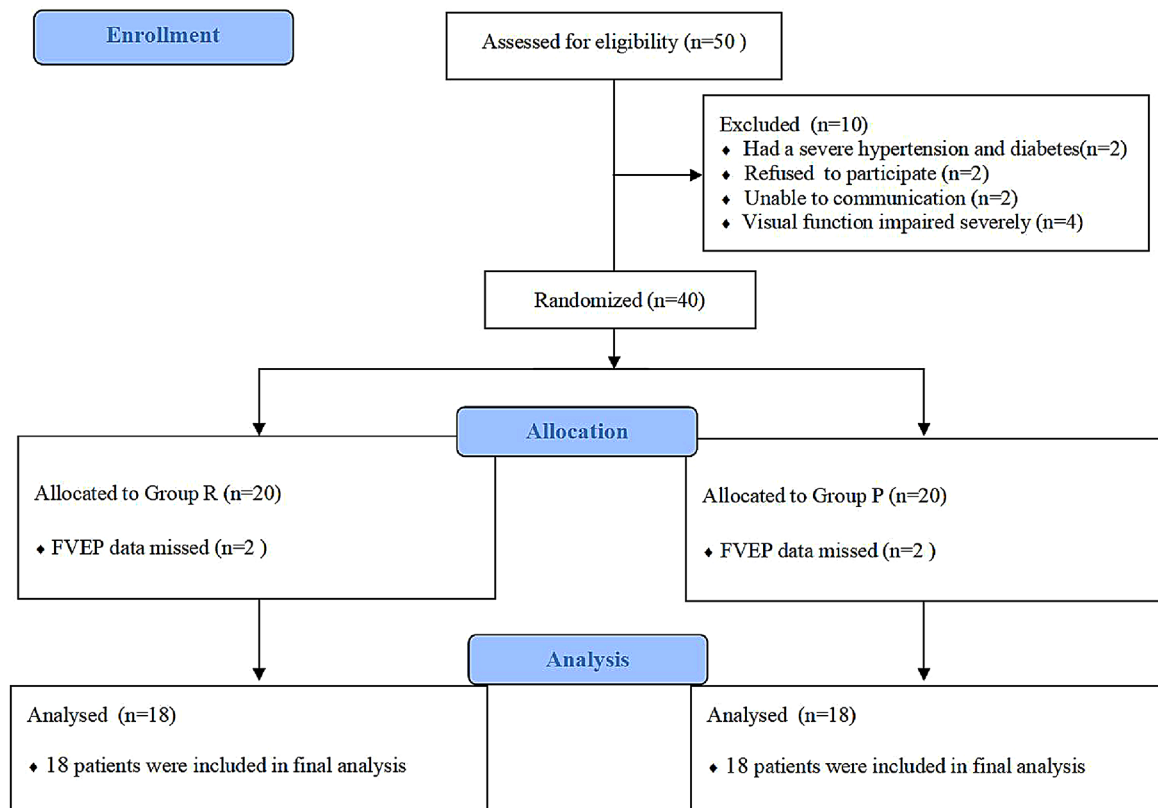 Enrollment
Assessed for eligibility (n=50 )
Excluded (n=10)
♦ Had a severe hypertension and diabetes(n=2)
♦ Refused to participate (n=2)
♦ Unable to communication (n=2)
♦ Visual function impaired severely (n=4)
Randomized (n=40)
Allocation
Allocated to Group R (n=20)
♦ FVEP data missed (n=2 )
Allocated to Group P (n=20)
♦ FVEP data missed (n=2 )
Analysis
Analysed (n=18)
♦ 18 patients were included in final analysis
Analysed (n=18)
♦ 18 patients were included in final analysis